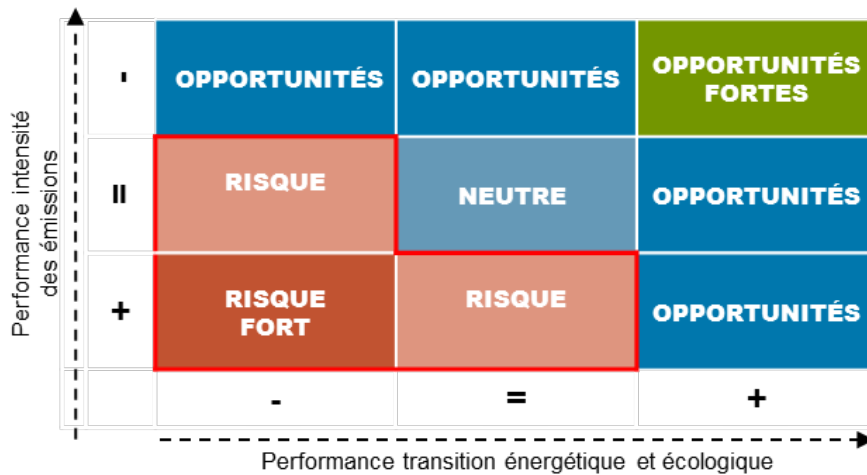 Performance intensité
des émissions
-
OPPORTUNITÉS
OPPORTUNITÉS
OPPORTUNITÉS
FORTES
=
RISQUE
NEUTRE
OPPORTUNITÉS
+
RISQUE
FORT
RISQUE
OPPORTUNITÉS
-
=
+
Performance transition énergétique et écologique